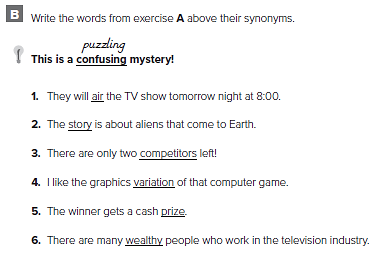 B Write the words from exercise A above their synonyms.
puzzling
This is a confusing mystery!
1. They will air the TV show tomorrow night at 8:00.
2. The story is about aliens that come to Earth.
3. There are only two competitors left!
4. I like the graphics variation of that computer game.
5. The winner gets a cash prize.
6. There are many wealthy people who work in the television industry.